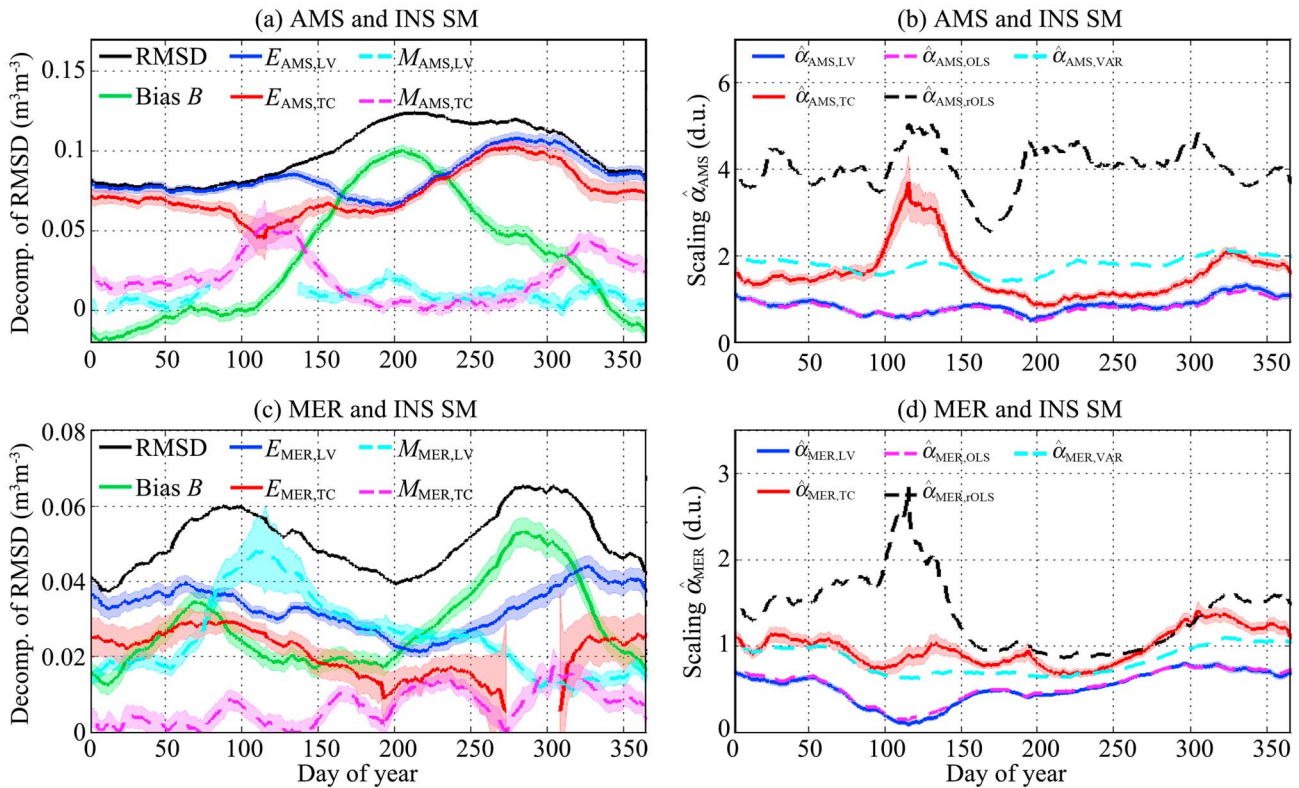 (a) AMS and INS SM
Decomp. of RMSD (m³m⁻³)
0.15
0.1
0.05
0
RMSD
E_AMS,LV
M_AMS,LV
Bias B
E_AMS,TC
M_AMS,TC
0 50 100 150 200 250 300 350
(b) AMS and INS SM
Scaling α̂_AMS (d.u.)
6
4
2
0
α̂_AMS,LV
α̂_AMS,OLS
α̂_AMS,VAR
α̂_AMS,TC
α̂_AMS,rOLS
0 50 100 150 200 250 300 350
(c) MER and INS SM
Decomp. of RMSD (m³m⁻³)
0.08
0.06
0.04
0.02
0
RMSD
E_MER,LV
M_MER,LV
Bias B
E_MER,TC
M_MER,TC
0 50 100 150 200 250 300 350
Day of year
(d) MER and INS SM
Scaling α̂_MER (d.u.)
3
2
1
0
α̂_MER,LV
α̂_MER,OLS
α̂_MER,VAR
α̂_MER,TC
α̂_MER,rOLS
0 50 100 150 200 250 300 350
Day of year